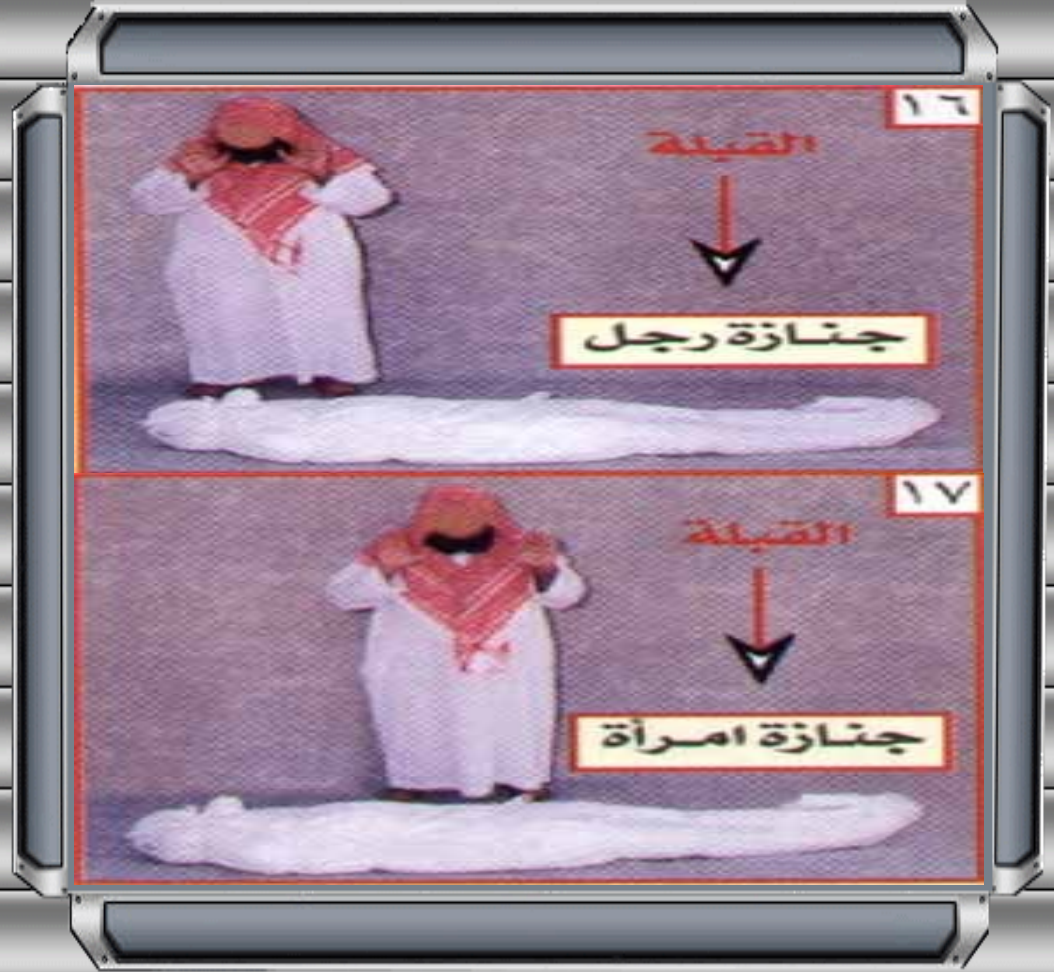 ١٦
القبلة
جنازة رجل
١٧
القبلة
جنازة امرأة